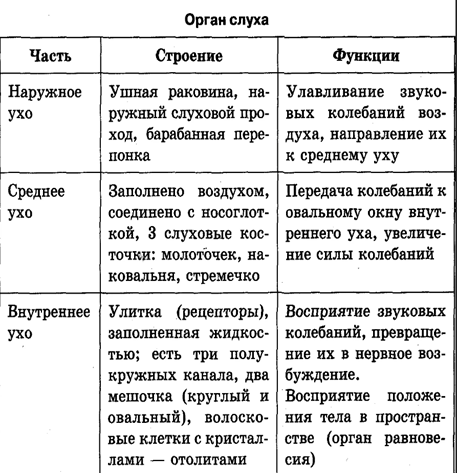 Орган слуха
Часть Строение Функции
Наружное
ухо
Ушная раковина, на-
ружный слуховой про-
ход, барабанная пере-
понка
Улавливание звуко-
вых колебаний воз-
духа, направление их
к среднему уху
Среднее
ухо
Заполнено воздухом,
соединено с носоглот-
кой, 3 слуховые кос-
точки: молоточек, на-
ковальня, стремечко
Передача колебаний к
овальному окну внут-
реннего уха, увеличе-
ние силы колебаний
Внутреннее
ухо
Улитка (рецепторы),
заполненная жидкос-
тью; есть три полу-
кружных канала, два
мешочка (круглый и
овальный), волоско-
вые клетки с кристал-
лами — отолитами
Восприятие звуковых
колебаний, превраще-
ние их в нервное воз-
буждение.
Восприятие положе-
ния тела в простран-
стве (орган равнове-
сия)